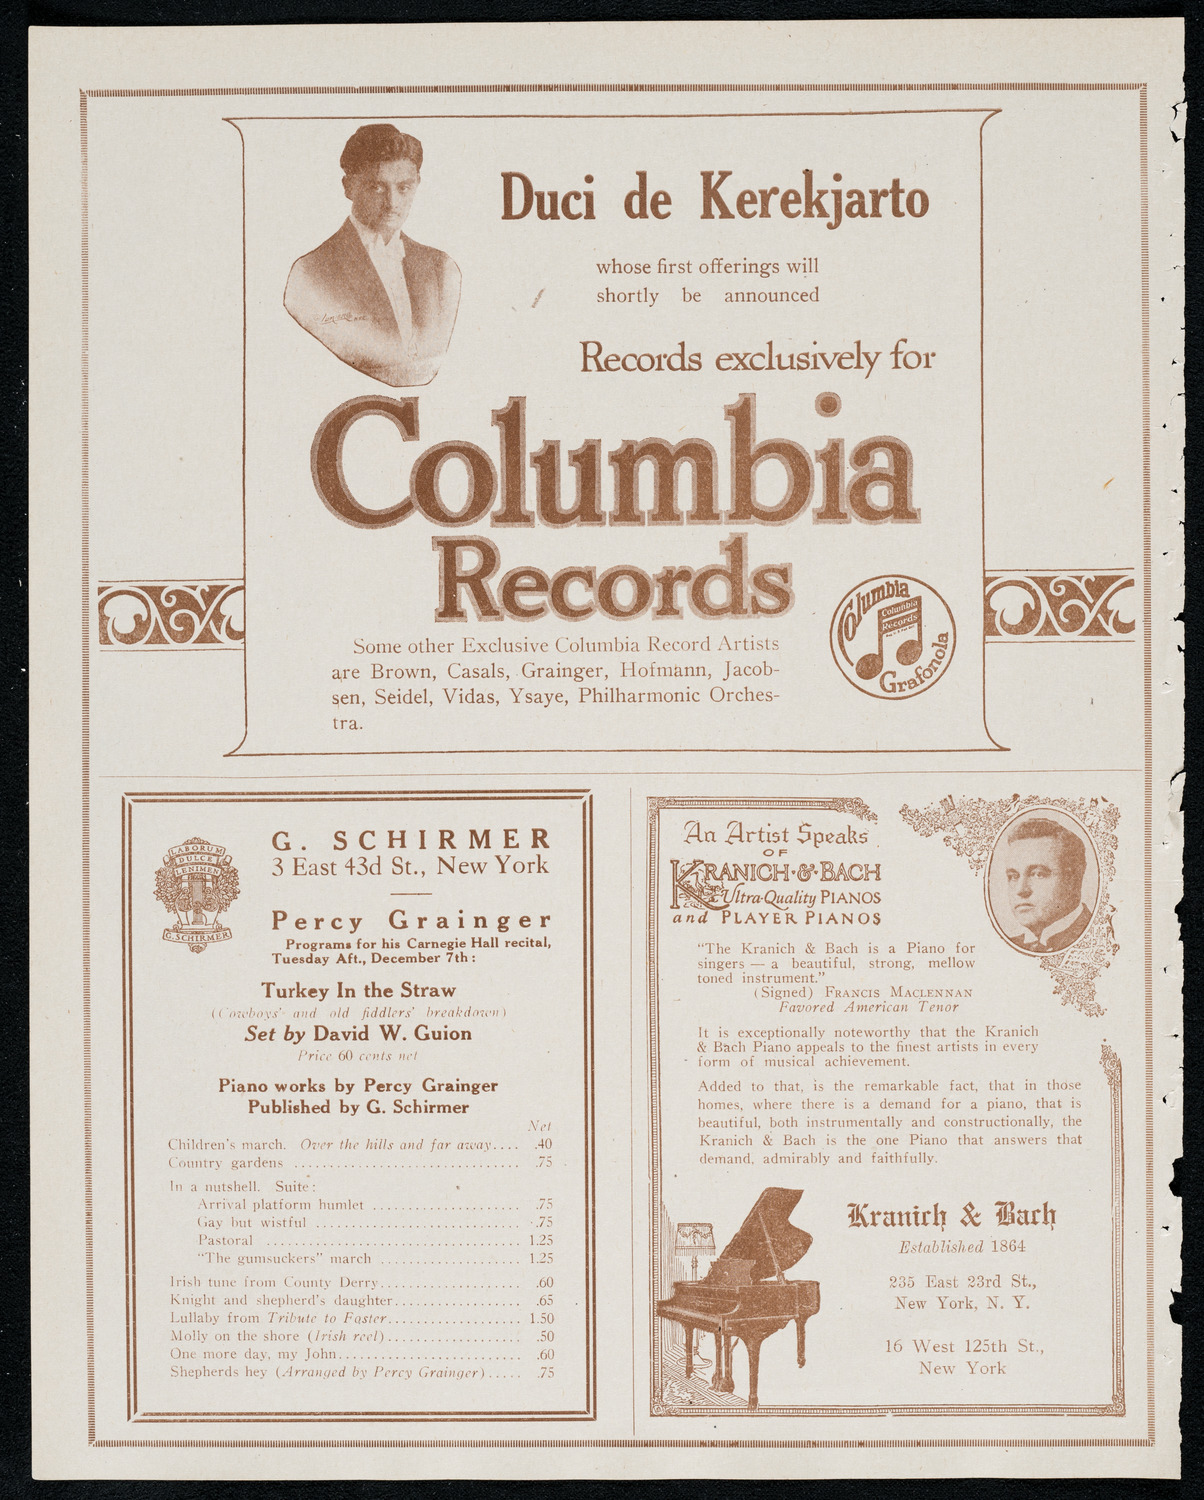 Duci de Kerekjarto
whose first offerings will
shortly be announced
Records exclusively for
Columbia
Records
Some other Exclusive Columbia Record Artists
are Brown, Casals, Grainger, Hofmann, Jacob-
sen, Seidel, Vidas, Ysaye, Philharmonic Orches-
tra.
Columbia
Columbia
Records
Grafonola
LABORUM
DULCE
LENIMEN
G. SCHIRMER
G. SCHIRMER
3 East 43d St., New York
Percy Grainger
Programs for his Carnegie Hall recital,
Tuesday Aft., December 7th:
Turkey In the Straw
(Cowboys' and old fiddlers' breakdown)
Set by David W. Guion
Price 60 cents net
Piano works by Percy Grainger
Published by G. Schirmer
Net
Children's march. Over the hills and far away.... .40
Country gardens ................................. .75
In a nutshell. Suite:
Arrival platform humlet ...................... .75
Gay but wistful .............................. .75
Pastoral ..................................... 1.25
"The gumsuckers" march ..................... 1.25
Irish tune from County Derry..................... .60
Knight and shepherd's daughter................... .65
Lullaby from Tribute to Foster.................... 1.50
Molly on the shore (Irish reel).................... .50
One more day, my John........................... .60
Shepherds hey (Arranged by Percy Grainger)..... .75
An Artist Speaks
OF
KRANICH·&·BACH
Ultra-Quality PIANOS
and PLAYER PIANOS
"The Kranich & Bach is a Piano for
singers — a beautiful, strong, mellow
toned instrument."
(Signed) FRANCIS MACLENNAN
Favored American Tenor
It is exceptionally noteworthy that the Kranich
& Bach Piano appeals to the finest artists in every
form of musical achievement.
Added to that, is the remarkable fact, that in those
homes, where there is a demand for a piano, that is
beautiful, both instrumentally and constructionally, the
Kranich & Bach is the one Piano that answers that
demand, admirably and faithfully.
Kranich & Bach
Established 1864
235 East 23rd St.,
New York, N. Y.
16 West 125th St.,
New York